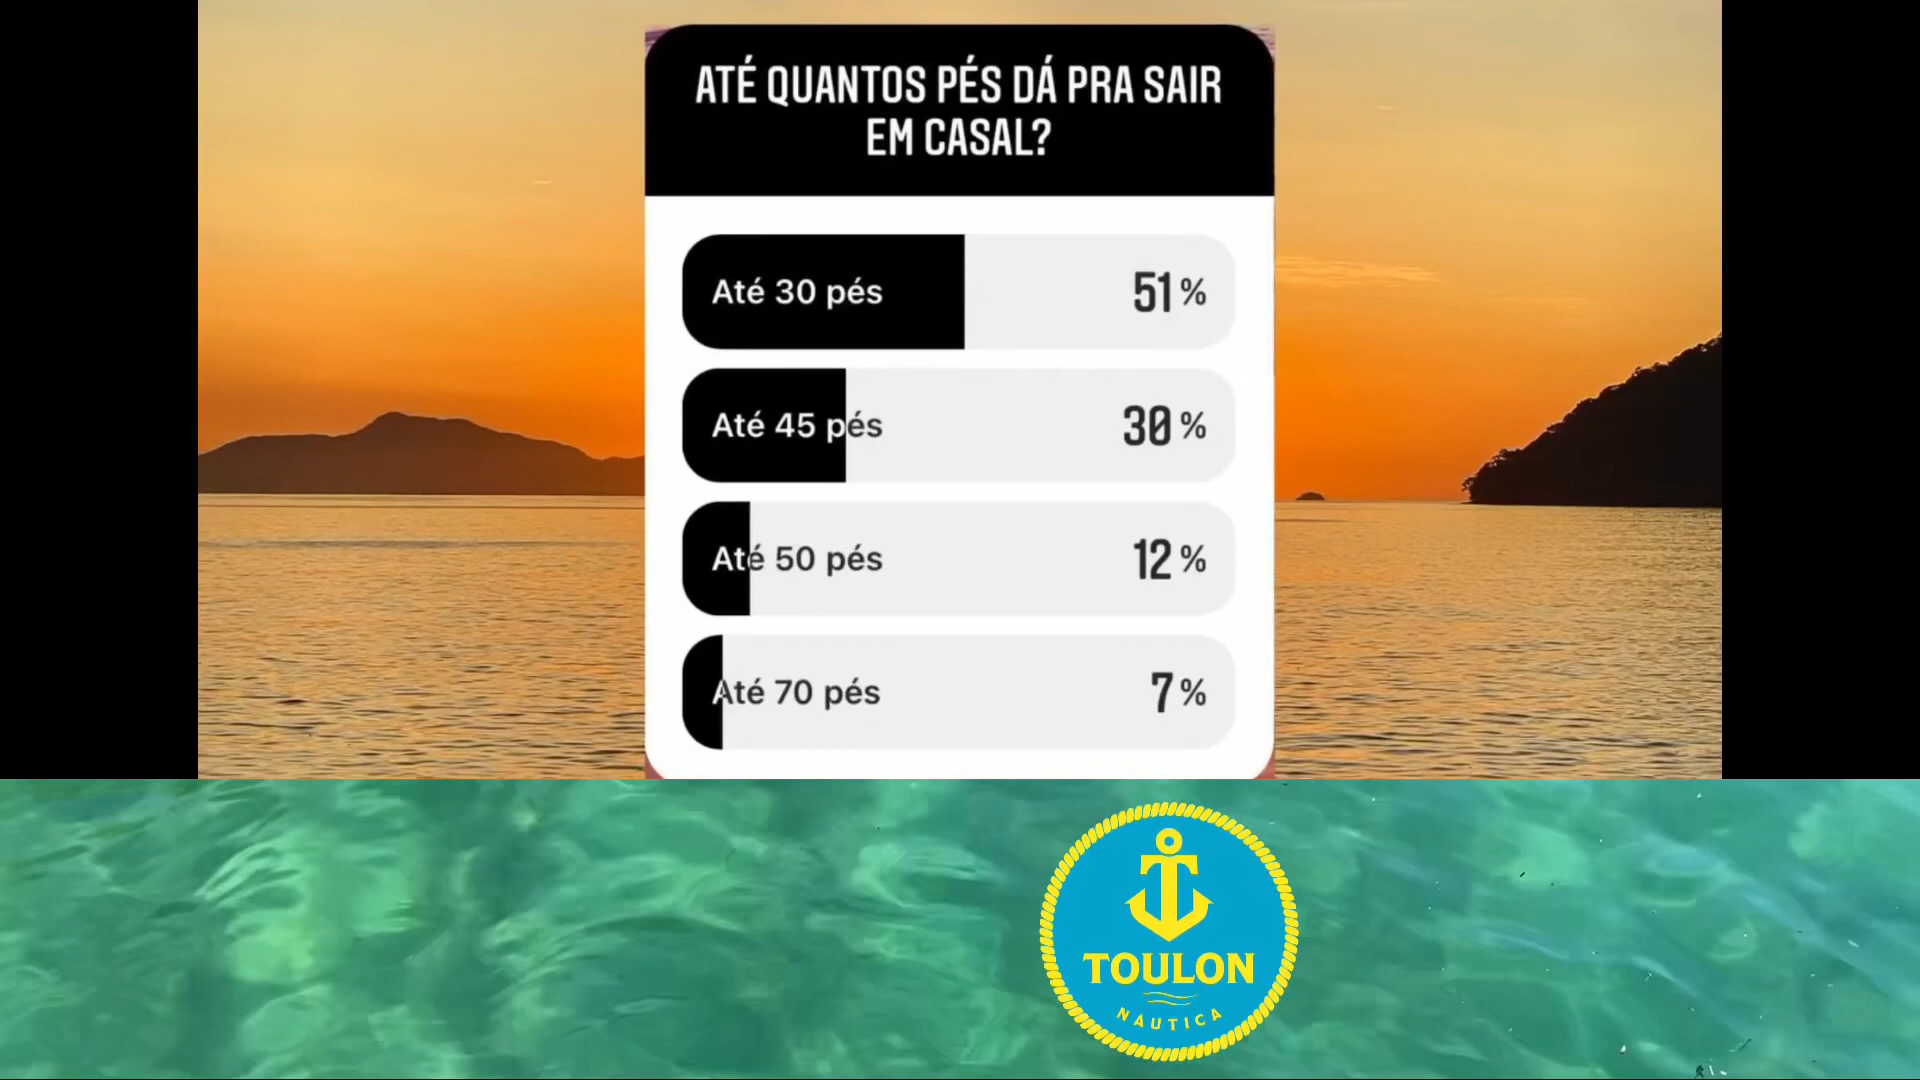 ATÉ QUANTOS PÉS DÁ PRA SAIR
EM CASAL?
Até 30 pés 51%
Até 45 pés 30%
Até 50 pés 12%
Até 70 pés 7%
TOULON
NÁUTICA